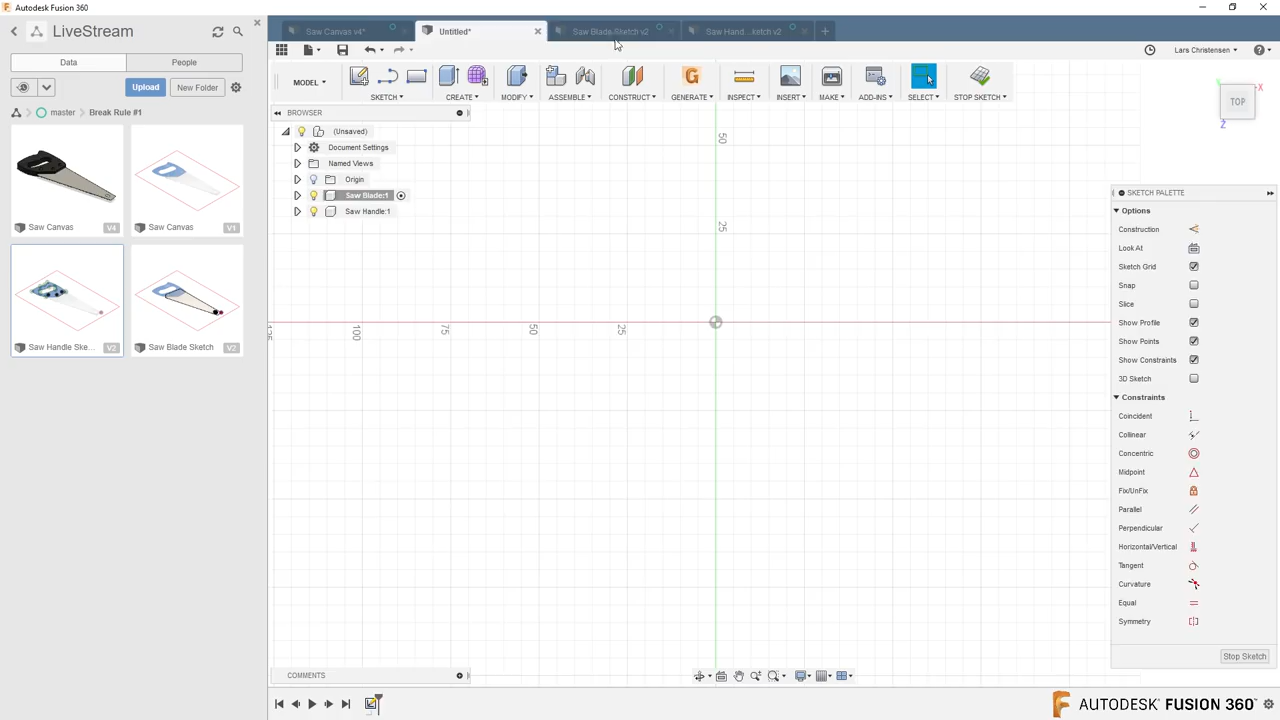 Autodesk Fusion 360
LiveStream
Data
People
Upload
New Folder
master
Break Rule #1
Saw Canvas
V4
Saw Canvas
V1
Saw Handle Ske...
V2
Saw Blade Sketch
V2
Saw Canvas v4*
Untitled*
Saw Blade Sketch v2
Saw Hand...ketch v2
Lars Christensen
MODEL
SKETCH
CREATE
MODIFY
ASSEMBLE
CONSTRUCT
GENERATE
INSPECT
INSERT
MAKE
ADD-INS
SELECT
STOP SKETCH
BROWSER
(Unsaved)
Document Settings
Named Views
Origin
Saw Blade:1
Saw Handle:1
TOP
X
Z
50
25
100
75
50
25
SKETCH PALETTE
Options
Construction
Look At
Sketch Grid
Snap
Slice
Show Profile
Show Points
Show Constraints
3D Sketch
Constraints
Coincident
Collinear
Concentric
Midpoint
Fix/UnFix
Parallel
Perpendicular
Horizontal/Vertical
Tangent
Curvature
Equal
Symmetry
Stop Sketch
COMMENTS
AUTODESK FUSION 360